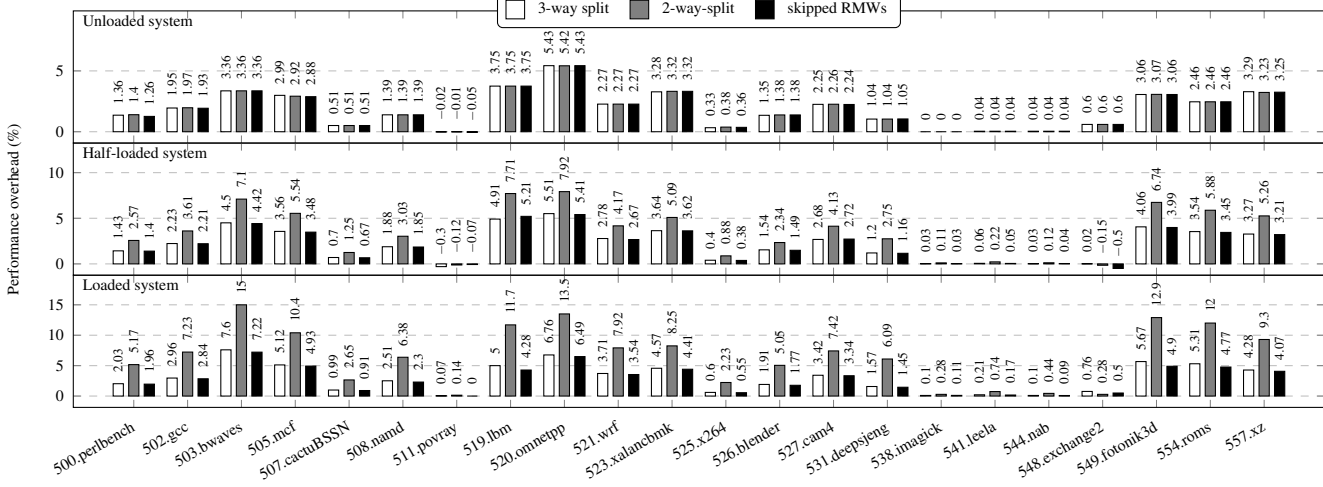 3-way split 2-way-split skipped RMWs
Performance overhead (%)
Unloaded system
5
0
1.36 1.4 1.26
1.95 1.97 1.93
3.36 3.36 3.36
2.99 2.92 2.88
0.51 0.51 0.51
1.39 1.39 1.39
−0.02 −0.01 −0.05
3.75 3.75 3.75
5.43 5.42 5.43
2.27 2.27 2.27
3.28 3.32 3.32
0.33 0.38 0.36
1.35 1.38 1.38
2.25 2.26 2.24
1.04 1.04 1.05
0 0 0
0.04 0.04 0.04
0.04 0.04 0.04
0.6 0.6 0.6
3.06 3.07 3.06
2.46 2.46 2.46
3.29 3.23 3.25
Half-loaded system
10
5
0
1.43 2.57 1.4
2.23 3.61 2.21
4.5 7.1 4.42
3.56 5.54 3.48
0.7 1.25 0.67
1.88 3.03 1.85
−0.3 −0.12 −0.07
4.91 7.71 5.21
5.51 7.92 5.41
2.78 4.17 2.67
3.64 5.09 3.62
0.4 0.88 0.38
1.54 2.34 1.49
2.68 4.13 2.72
1.2 2.75 1.16
0.03 0.11 0.03
0.06 0.22 0.05
0.03 0.12 0.04
0.02 −0.15 −0.5
4.06 6.74 3.99
3.54 5.88 3.45
3.27 5.26 3.21
Loaded system
15
10
5
0
2.03 5.17 1.96
2.96 7.23 2.84
7.6 15 7.22
5.12 10.4 4.93
0.99 2.65 0.91
2.51 6.38 2.3
0.07 0.14 0
5 11.7 4.28
6.76 13.5 6.49
3.71 7.92 3.54
4.57 8.25 4.41
0.6 2.23 0.55
1.91 5.05 1.77
3.42 7.42 3.34
1.57 6.09 1.45
0.1 0.28 0.11
0.21 0.74 0.17
0.1 0.44 0.09
0.76 0.28 0.5
5.67 12.9 4.9
5.31 12 4.77
4.28 9.3 4.07
500.perlbench
502.gcc
503.bwaves
505.mcf
507.cactuBSSN
508.namd
511.povray
519.lbm
520.omnetpp
521.wrf
523.xalancbmk
525.x264
526.blender
527.cam4
531.deepsjeng
538.imagick
541.leela
544.nab
548.exchange2
549.fotonik3d
554.roms
557.xz